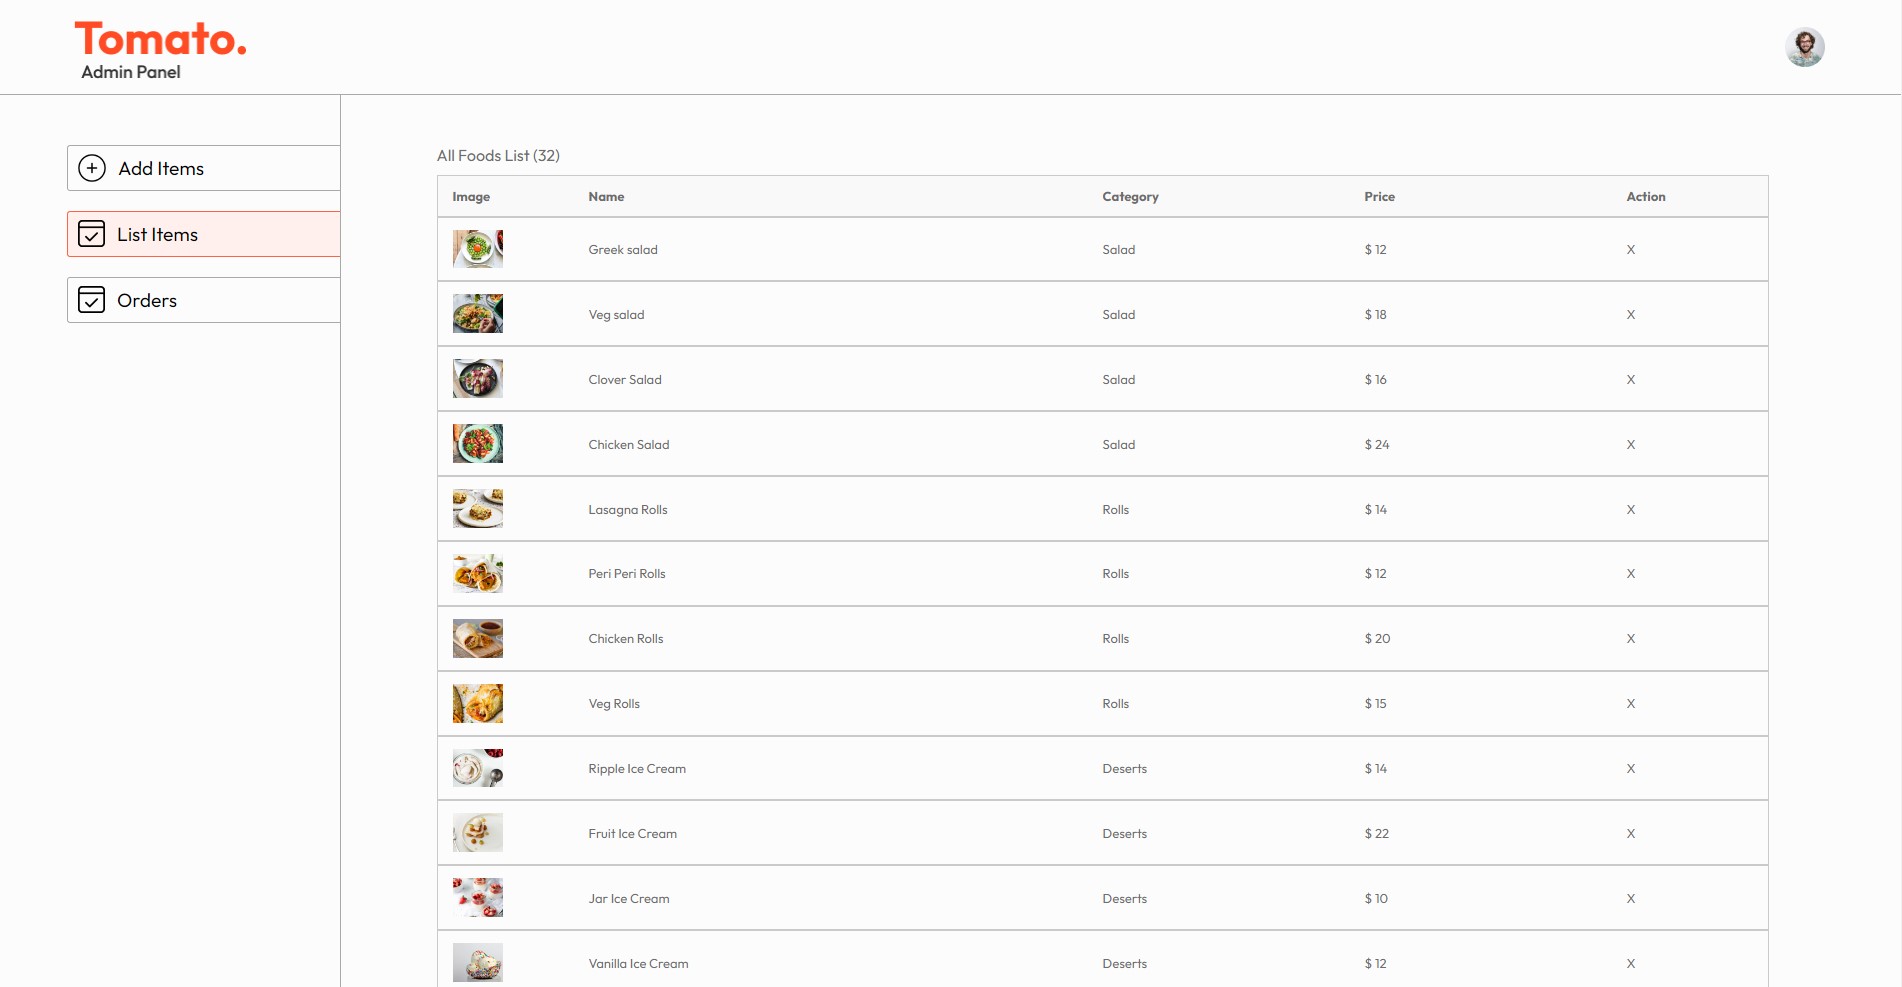 Tomato.
Admin Panel
Add Items
List Items
Orders
All Foods List (32)
Image Name Category Price Action
Greek salad Salad $ 12 X
Veg salad Salad $ 18 X
Clover Salad Salad $ 16 X
Chicken Salad Salad $ 24 X
Lasagna Rolls Rolls $ 14 X
Peri Peri Rolls Rolls $ 12 X
Chicken Rolls Rolls $ 20 X
Veg Rolls Rolls $ 15 X
Ripple Ice Cream Deserts $ 14 X
Fruit Ice Cream Deserts $ 22 X
Jar Ice Cream Deserts $ 10 X
Vanilla Ice Cream Deserts $ 12 X